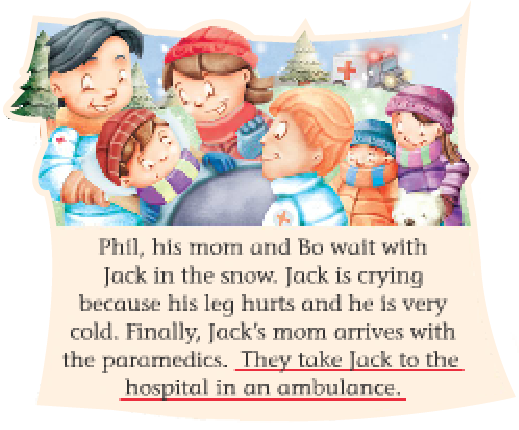 Phil, his mom and Bo wait with
Jack in the snow. Jack is crying
because his leg hurts and he is very
cold. Finally, Jack's mom arrives with
the paramedics. They take Jack to the
hospital in an ambulance.